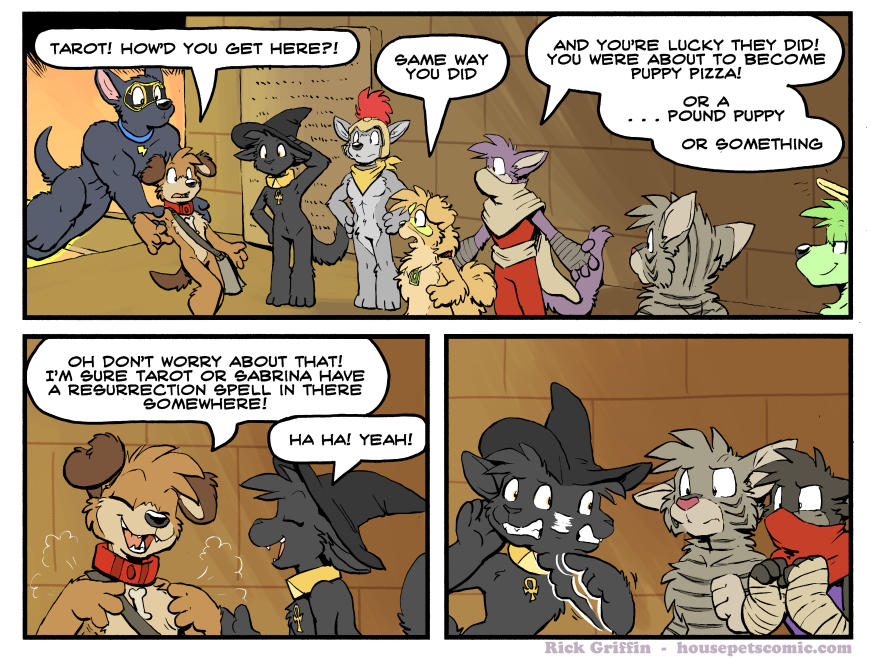 TAROT! HOW'D YOU GET HERE?!
SAME WAY
YOU DID
AND YOU'RE LUCKY THEY DID!
YOU WERE ABOUT TO BECOME
PUPPY PIZZA!
OR A
. . . POUND PUPPY
OR SOMETHING
OH DON'T WORRY ABOUT THAT!
I'M SURE TAROT OR SABRINA HAVE
A RESURRECTION SPELL IN THERE
SOMEWHERE!
HA HA! YEAH!
Rick Griffin - housepetscomic.com